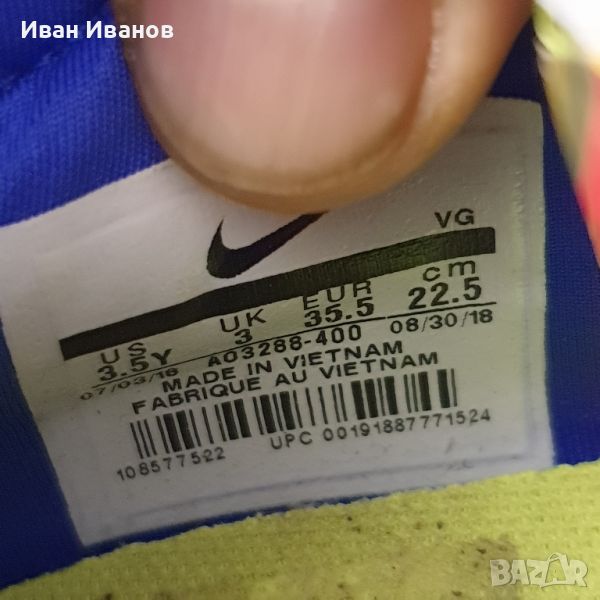 Иван Иванов
VG
US UK EUR cm
3.5Y 3 35.5 22.5
07/03/18 AO3288-400 08/30/18
MADE IN VIETNAM
FABRIQUE AU VIETNAM
108577522 UPC 00191887771524
BAZAR